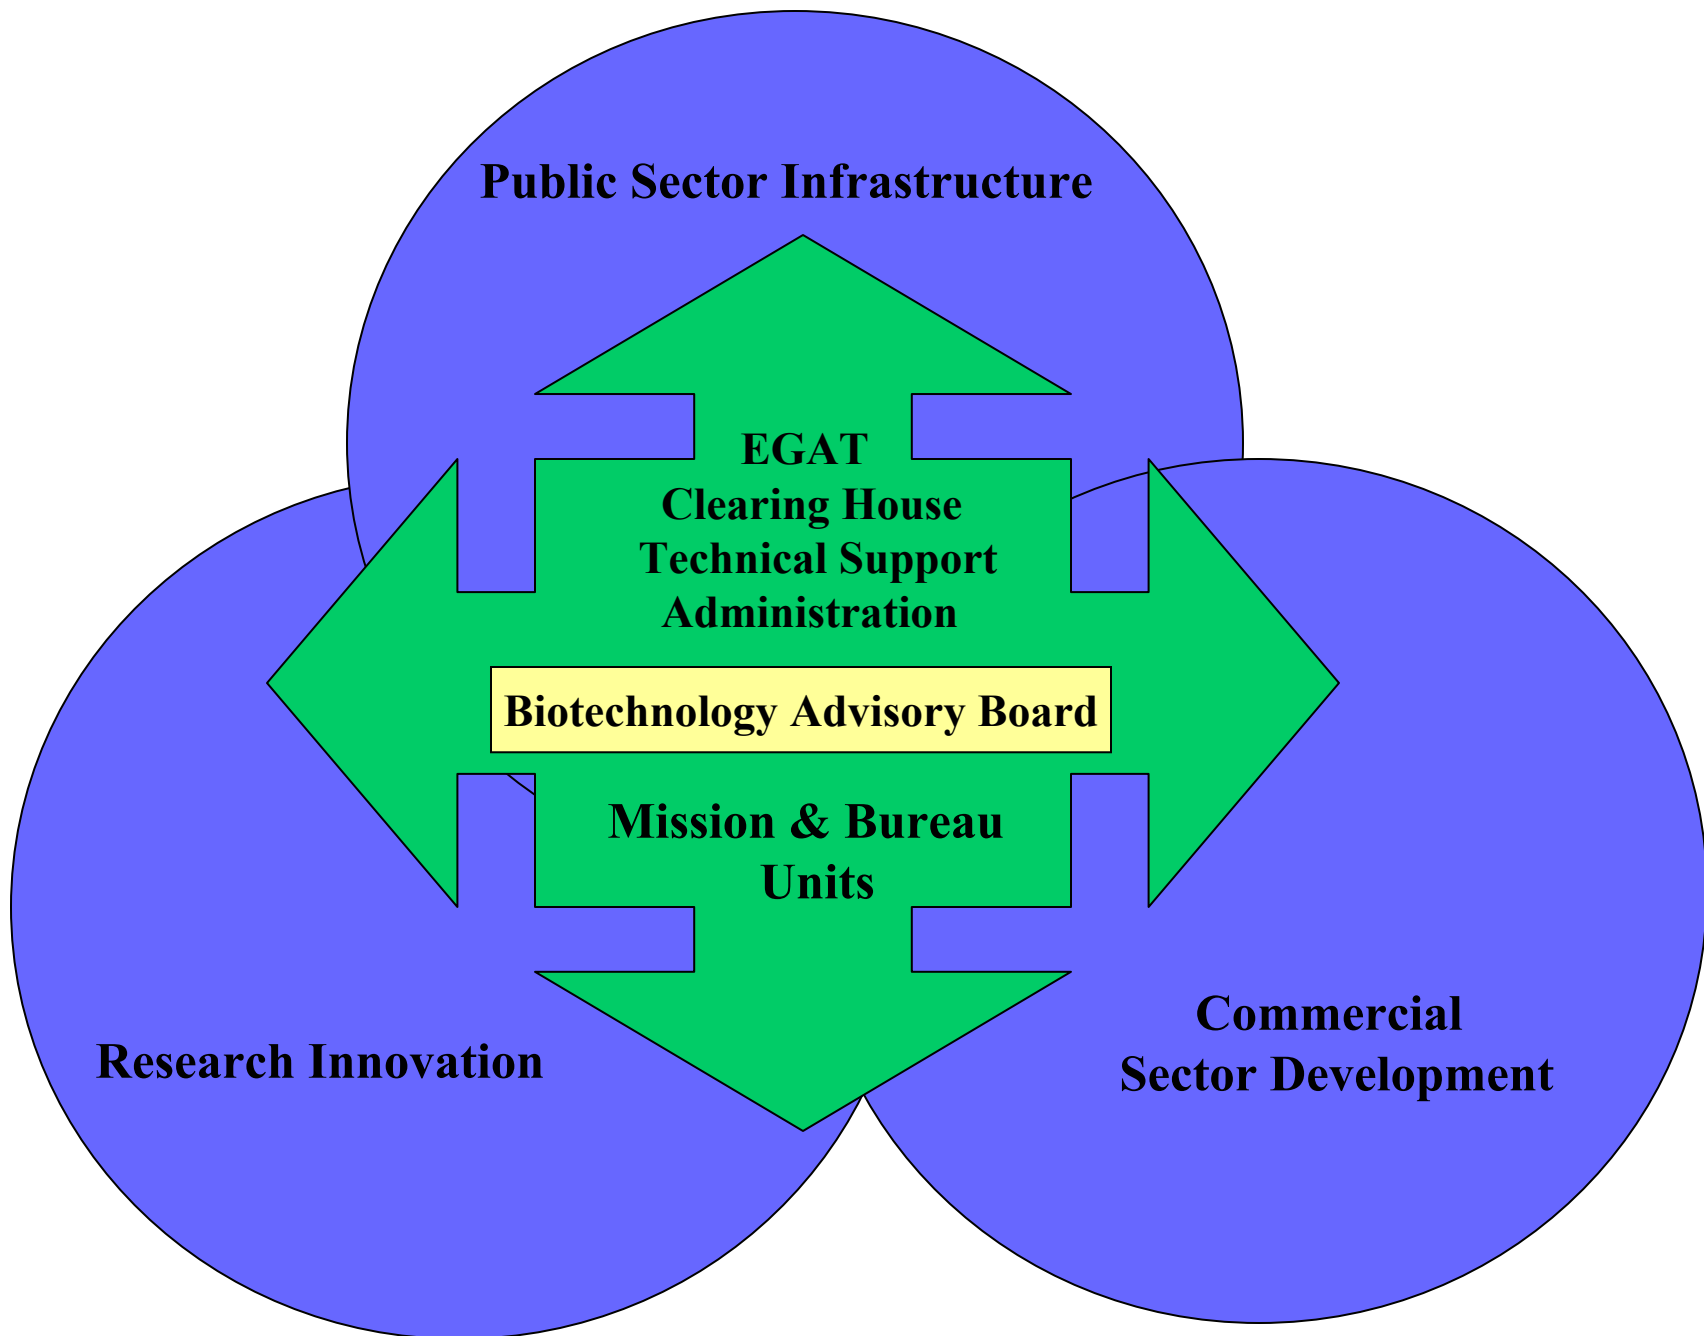 Public Sector Infrastructure
EGAT
Clearing House
Technical Support
Administration
Biotechnology Advisory Board
Mission & Bureau
Units
Research Innovation
Commercial
Sector Development